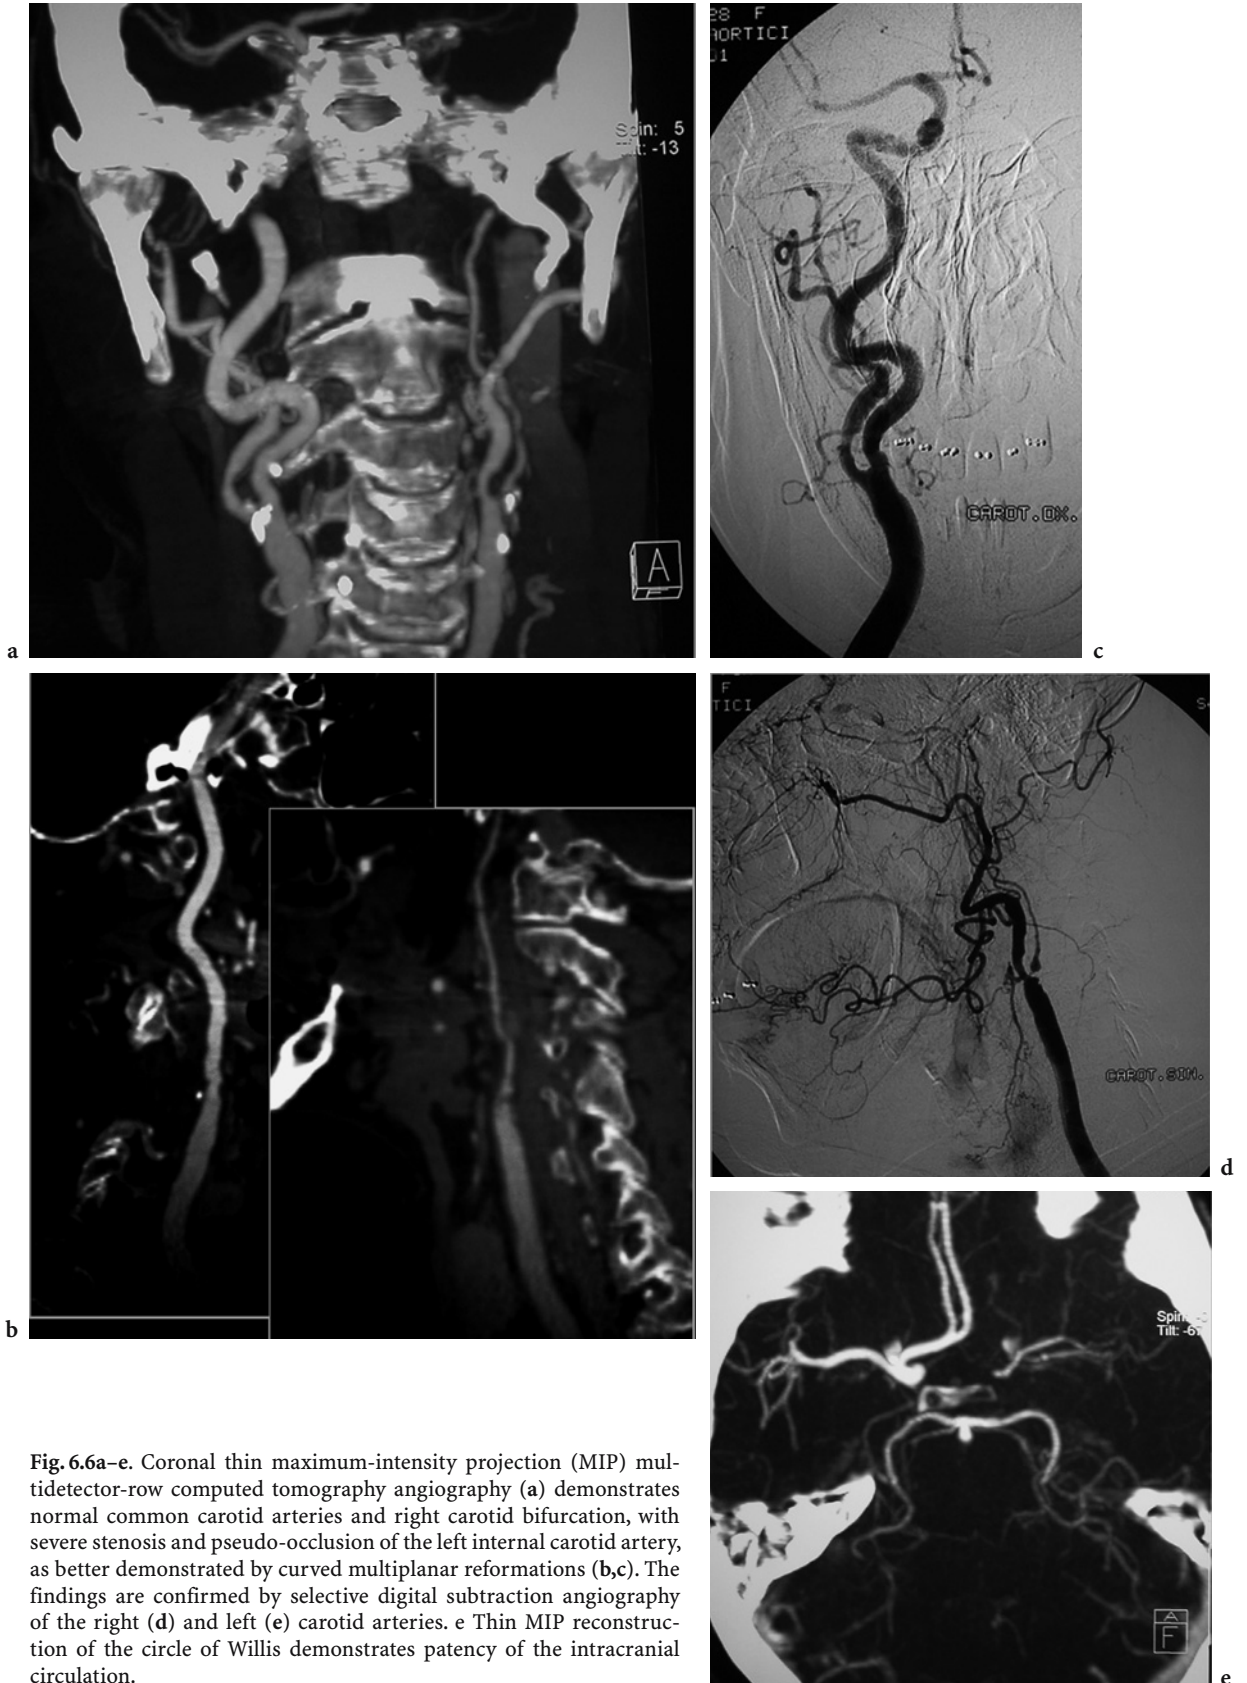 Spin: 5
Tilt: -13
A
F
a
28 F
AORTICI
01
CAROT.DX.
c
b
F
TICI
S
CAROT.SIN.
d
Spin:
Tilt: -6
A
F
e
Fig. 6.6a–e. Coronal thin maximum-intensity projection (MIP) mul-
tidetector-row computed tomography angiography (a) demonstrates
normal common carotid arteries and right carotid bifurcation, with
severe stenosis and pseudo-occlusion of the left internal carotid artery,
as better demonstrated by curved multiplanar reformations (b,c). The
findings are confirmed by selective digital subtraction angiography
of the right (d) and left (e) carotid arteries. e Thin MIP reconstruc-
tion of the circle of Willis demonstrates patency of the intracranial
circulation.